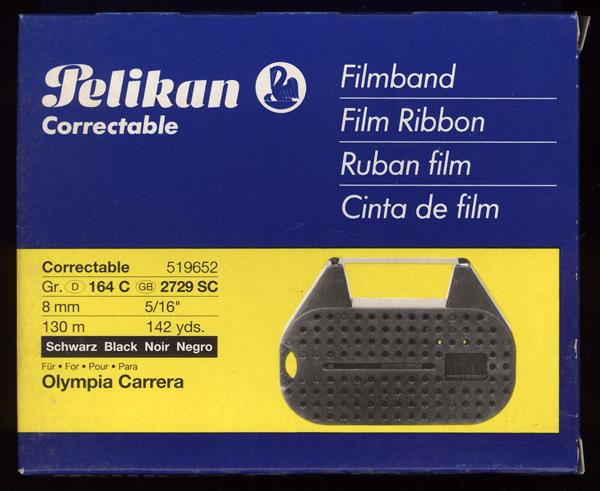 Pelikan
Correctable
Filmband
Film Ribbon
Ruban film
Cinta de film
Correctable 519652
Gr. D 164 C GB 2729 SC
8 mm 5/16"
130 m 142 yds.
Schwarz Black Noir Negro
Für • For • Pour • Para
Olympia Carrera